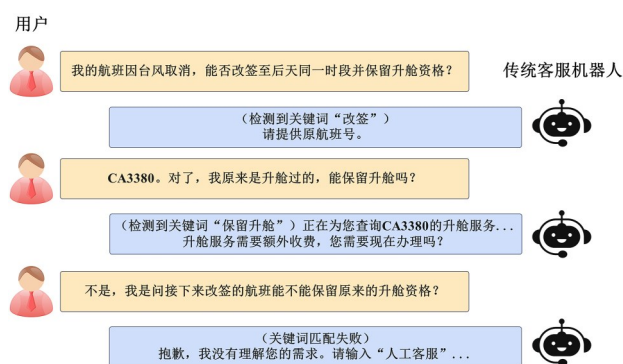 用户
传统客服机器人
我的航班因台风取消，能否改签至后天同一时段并保留升舱资格？
（检测到关键词“改签”）
请提供原航班号。
CA3380。对了，我原来是升舱过的，能保留升舱吗？
（检测到关键词“保留升舱”）正在为您查询CA3380的升舱服务...
升舱服务需要额外收费，您需要现在办理吗？
不是，我是问接下来改签的航班能不能保留原来的升舱资格？
（关键词匹配失败）
抱歉，我没有理解您的需求。请输入“人工客服”...